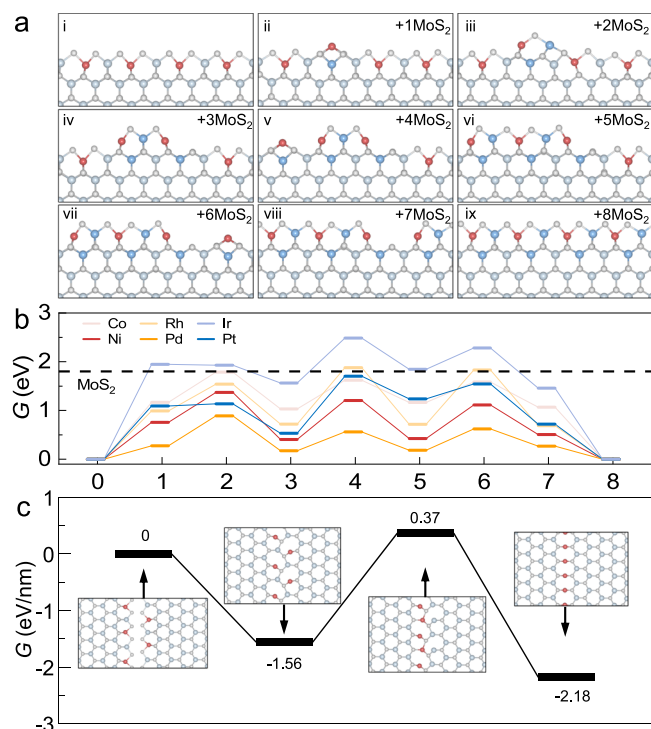 a
i
ii +1MoS₂
iii +2MoS₂
iv +3MoS₂
v +4MoS₂
vi +5MoS₂
vii +6MoS₂
viii +7MoS₂
ix +8MoS₂
b
G (eV)
3
2
1
0
Co Rh Ir
Ni Pd Pt
MoS₂
0 1 2 3 4 5 6 7 8
c
G (eV/nm)
1
0
-1
-2
-3
0
-1.56
0.37
-2.18